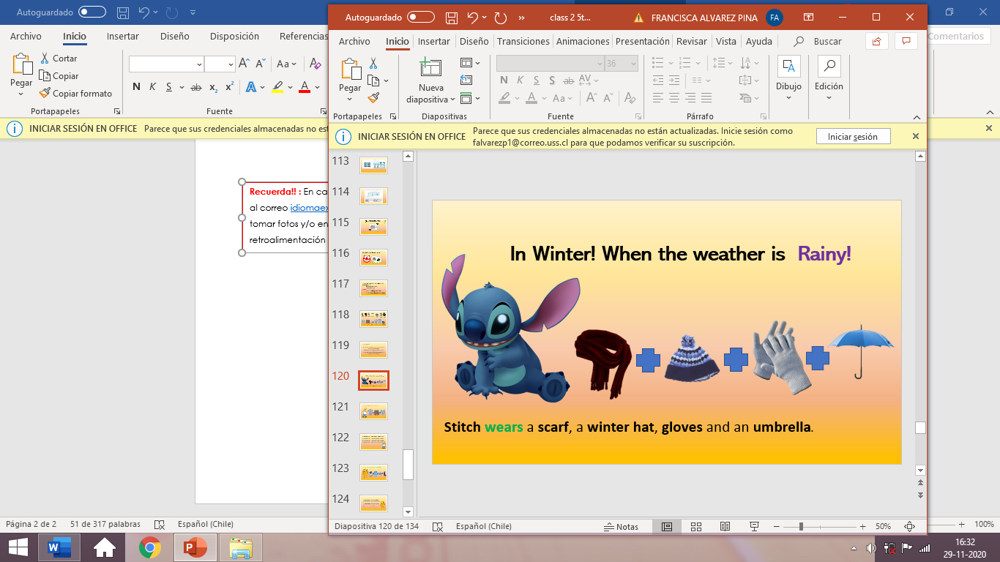 Autoguardado
Archivo Inicio Insertar Diseño Disposición Referencias
Comentarios
Pegar
Cortar
Copiar
Copiar formato
Portapapeles
N K S ab x₂ x² A A Aa
Fuente
INICIAR SESIÓN EN OFFICE Parece que sus credenciales almacenadas no
Recuerda!! : En
al correo
tomar fotos y/o
retroalimentación
Página 2 de 2 51 de 317 palabras Español (Chile)
100%
Autoguardado class 2 5t... FRANCISCA ALVAREZ PINA FA
Archivo Inicio Insertar Diseño Transiciones Animaciones Presentación Revisar Vista Ayuda Buscar
Pegar
Nueva
diapositiva
36
N K S S ab AV
Aa A A
Dibujo
Edición
Portapapeles Diapositivas Fuente Párrafo
INICIAR SESIÓN EN OFFICE
Parece que sus credenciales almacenadas no están actualizadas. Inicie sesión como
falvarezp1@correo.uss.cl para que podamos verificar su suscripción.
Iniciar sesión
113
114
115
116
117
118
119
120
121
122
123
124
In Winter! When the weather is Rainy!
Stitch wears a scarf, a winter hat, gloves and an umbrella.
Diapositiva 120 de 134 Español (Chile) Notas 50%
16:32
29-11-2020